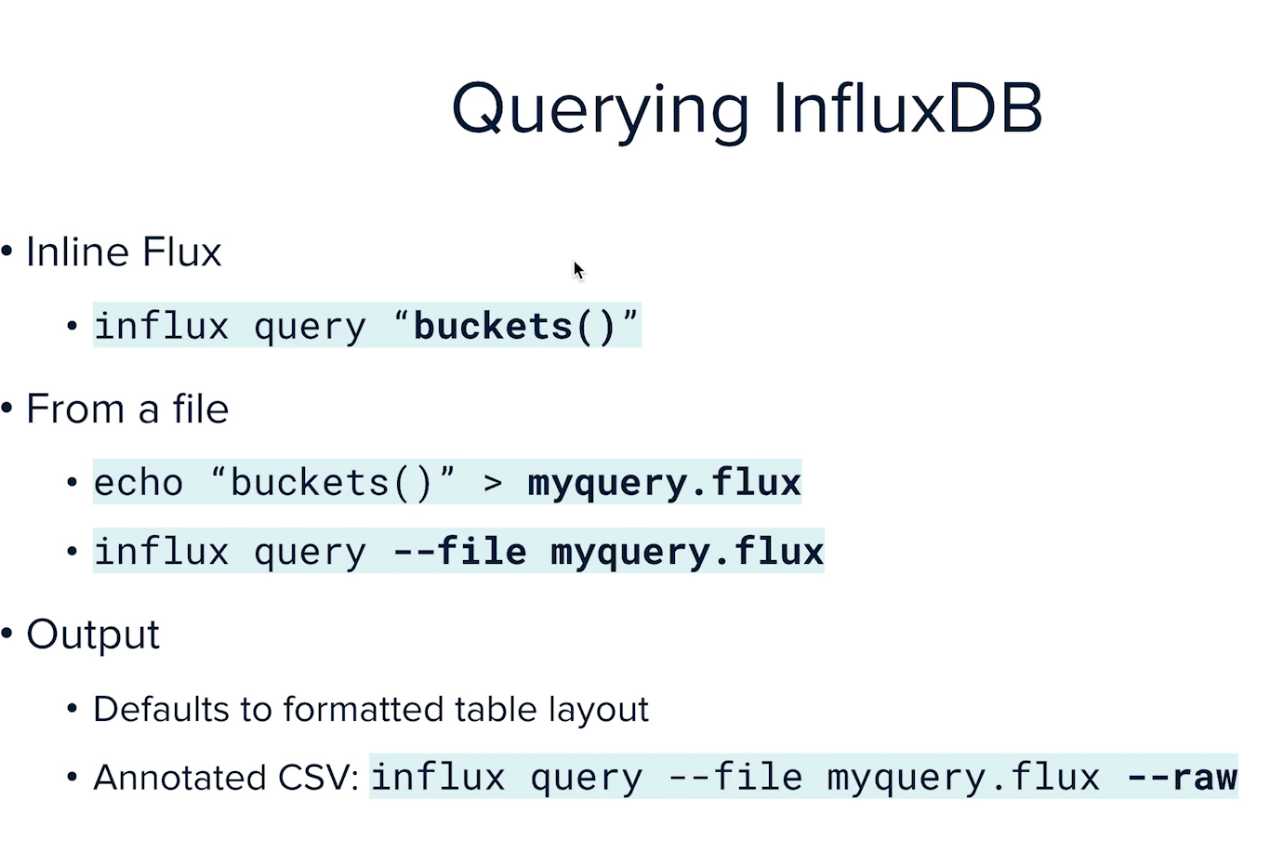 Querying InfluxDB
• Inline Flux
• influx query “buckets()”
• From a file
• echo “buckets()” > myquery.flux
• influx query --file myquery.flux
• Output
• Defaults to formatted table layout
• Annotated CSV: influx query --file myquery.flux --raw